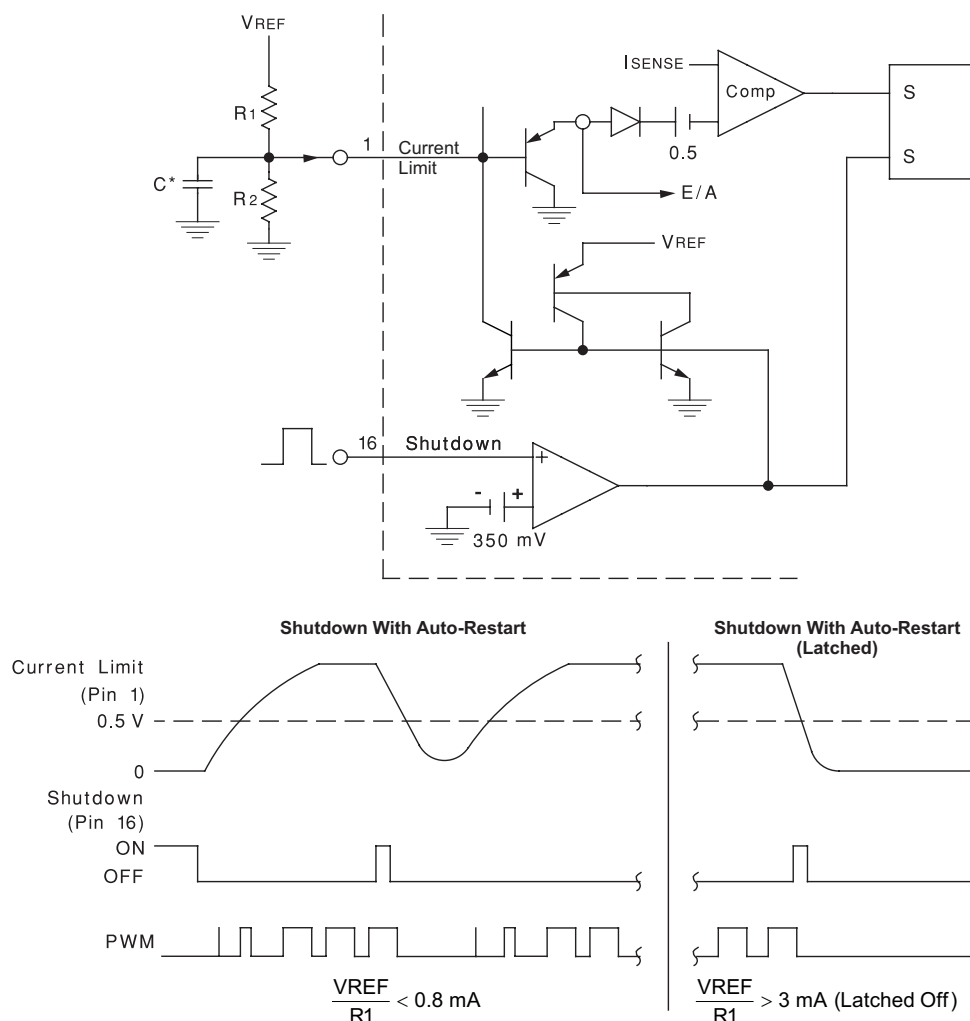 VREF
R1
C*
R2
1
Current
Limit
ISENSE
Comp
S
0.5
S
E/A
VREF
16
Shutdown
+
- +
350 mV
Shutdown With Auto-Restart
Shutdown With Auto-Restart
(Latched)
Current Limit
(Pin 1)
0.5 V
0
Shutdown
(Pin 16)
ON
OFF
PWM
VREF
R1
< 0.8 mA
VREF
R1
> 3 mA (Latched Off)